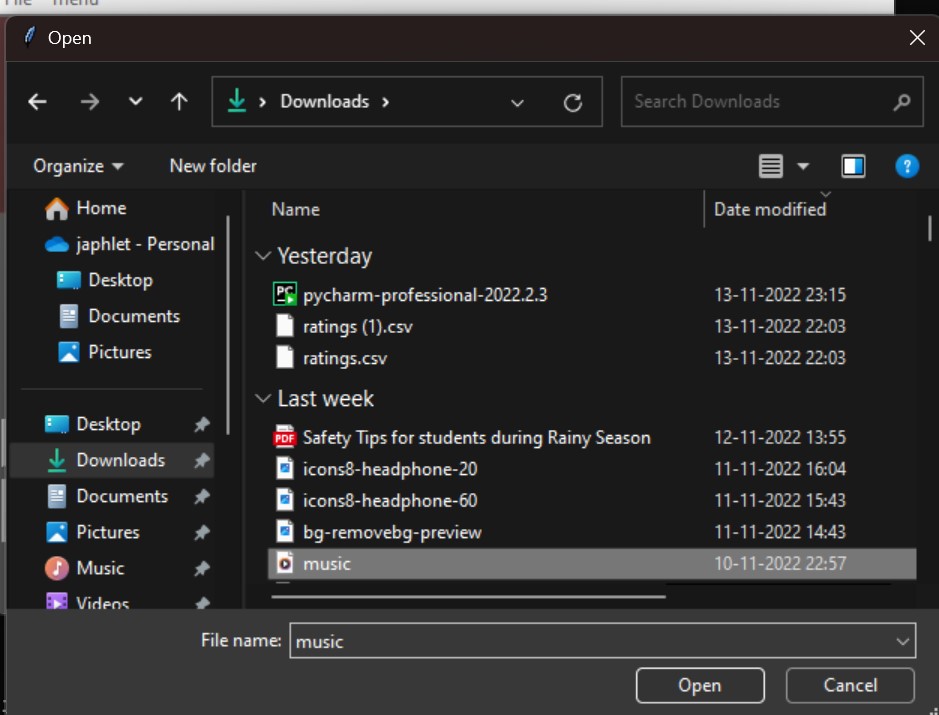 File menu
Open
Downloads
Search Downloads
Organize New folder
?
Name Date modified
Home
japhlet - Personal
Desktop
Documents
Pictures
Desktop
Downloads
Documents
Pictures
Music
Videos
Yesterday
PC pycharm-professional-2022.2.3 13-11-2022 23:15
ratings (1).csv 13-11-2022 22:03
ratings.csv 13-11-2022 22:03
Last week
PDF Safety Tips for students during Rainy Season 12-11-2022 13:55
icons8-headphone-20 11-11-2022 16:04
icons8-headphone-60 11-11-2022 15:43
bg-removebg-preview 11-11-2022 14:43
music 10-11-2022 22:57
File name: music
Open Cancel